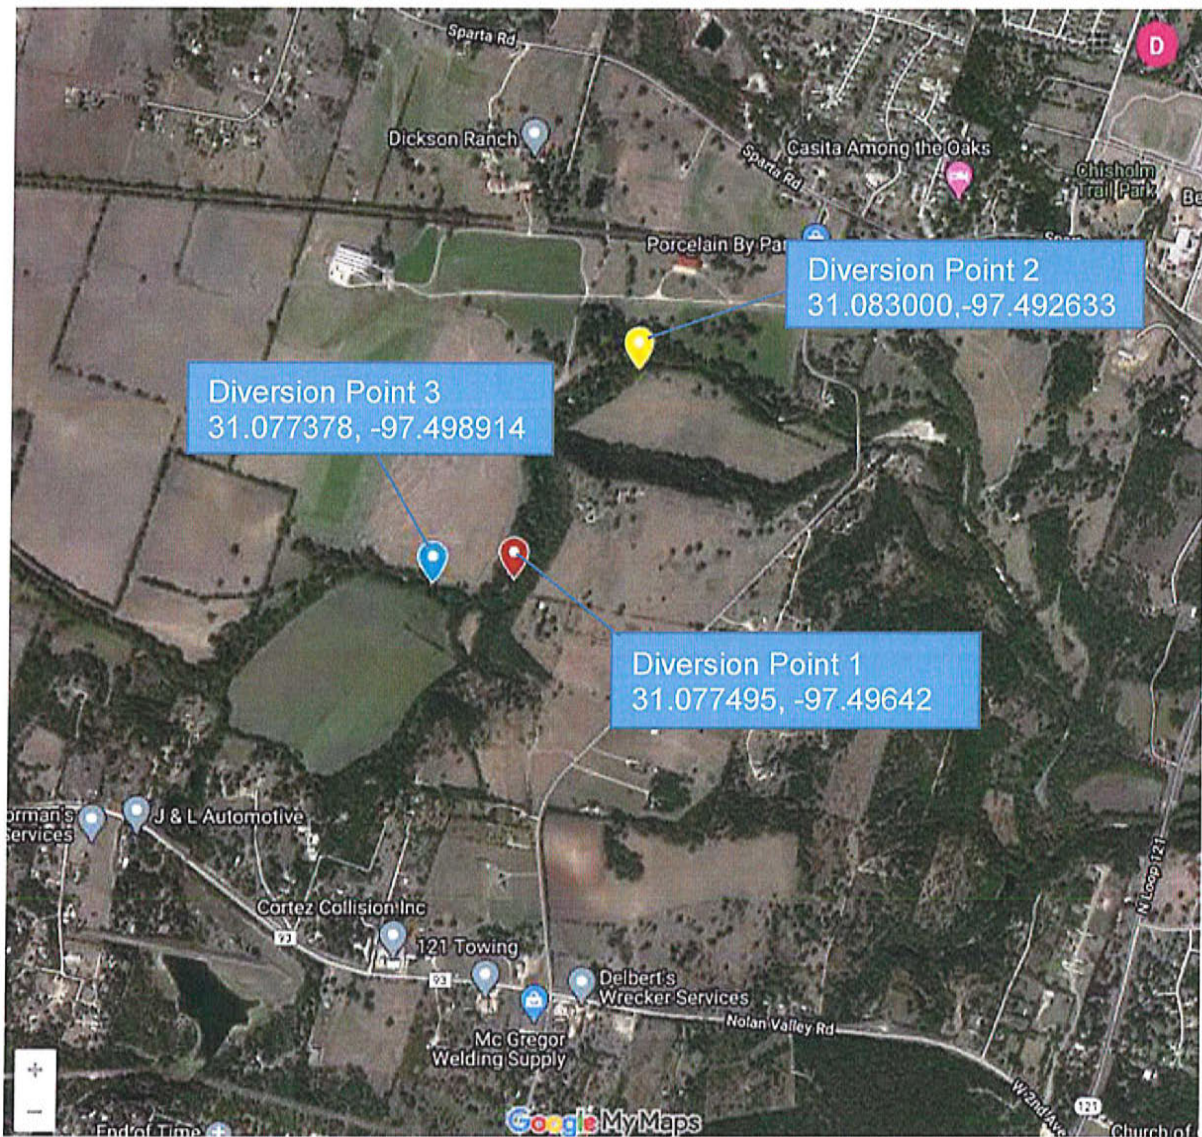 Sparta Rd
D
Dickson Ranch
Casita Among the Oaks
Sparta Rd
Chisholm
Trail Park
Be
Porcelain By Pa
Diversion Point 2
31.083000,-97.492633
Diversion Point 3
31.077378, -97.498914
Diversion Point 1
31.077495, -97.49642
orman's
Services
J & L Automotive
N Loop 121
Cortez Collision Inc
93
121 Towing
93
Delbert's
Wrecker Services
Mc Gregor
Welding Supply
Nolan Valley Rd
W 2nd Ave
121
+
−
Google My Maps
End of Time
Church of